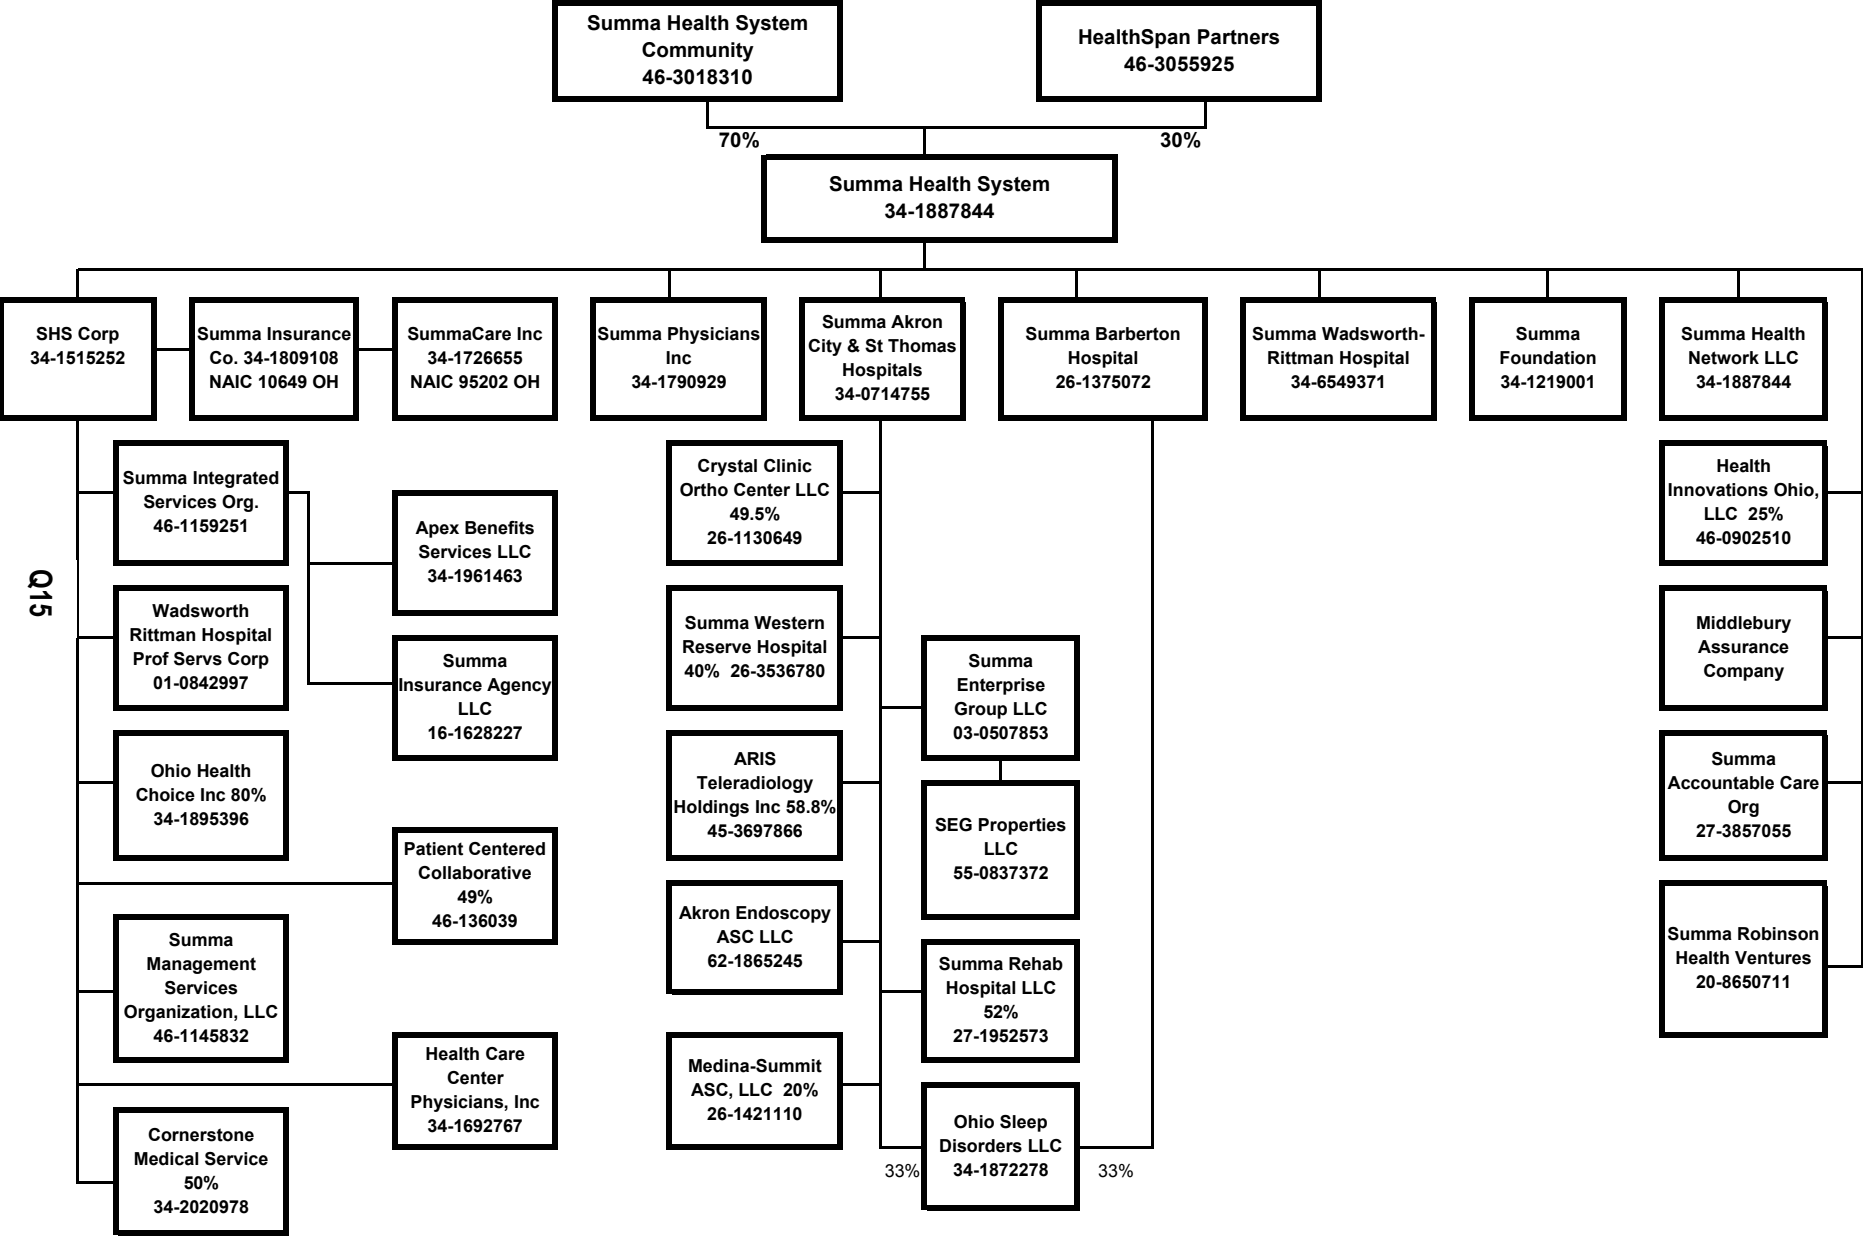 Summa Health System
Community
46-3018310
HealthSpan Partners
46-3055925
70%
30%
Summa Health System
34-1887844
SHS Corp
34-1515252
Summa Insurance
Co. 34-1809108
NAIC 10649 OH
SummaCare Inc
34-1726655
NAIC 95202 OH
Summa Physicians
Inc
34-1790929
Summa Akron
City & St Thomas
Hospitals
34-0714755
Summa Barberton
Hospital
26-1375072
Summa Wadsworth-
Rittman Hospital
34-6549371
Summa
Foundation
34-1219001
Summa Health
Network LLC
34-1887844
Summa Integrated
Services Org.
46-1159251
Apex Benefits
Services LLC
34-1961463
Q15
Wadsworth
Rittman Hospital
Prof Servs Corp
01-0842997
Summa
Insurance Agency
LLC
16-1628227
Ohio Health
Choice Inc 80%
34-1895396
Patient Centered
Collaborative
49%
46-136039
Summa
Management
Services
Organization, LLC
46-1145832
Health Care
Center
Physicians, Inc
34-1692767
Cornerstone
Medical Service
50%
34-2020978
Crystal Clinic
Ortho Center LLC
49.5%
26-1130649
Summa Western
Reserve Hospital
40%  26-3536780
ARIS
Teleradiology
Holdings Inc 58.8%
45-3697866
Akron Endoscopy
ASC LLC
62-1865245
Medina-Summit
ASC, LLC  20%
26-1421110
Summa
Enterprise
Group LLC
03-0507853
SEG Properties
LLC
55-0837372
Summa Rehab
Hospital LLC
52%
27-1952573
Ohio Sleep
Disorders LLC
34-1872278
33%
33%
Health
Innovations Ohio,
LLC  25%
46-0902510
Middlebury
Assurance
Company
Summa
Accountable Care
Org
27-3857055
Summa Robinson
Health Ventures
20-8650711